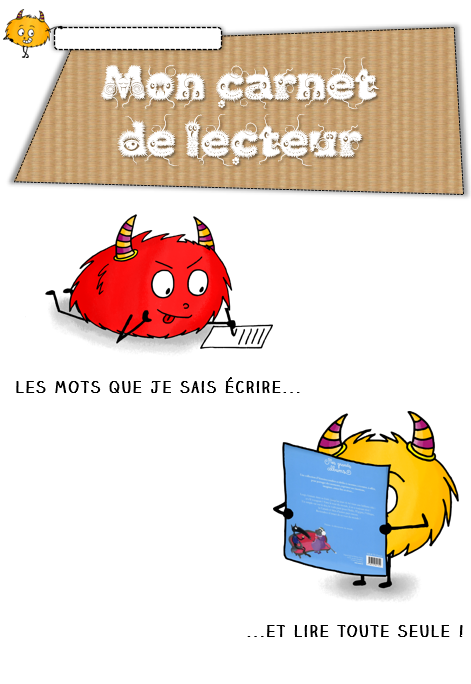 Mon carnet
de lecteur
LES MOTS QUE JE SAIS ÉCRIRE...
...ET LIRE TOUTE SEULE !